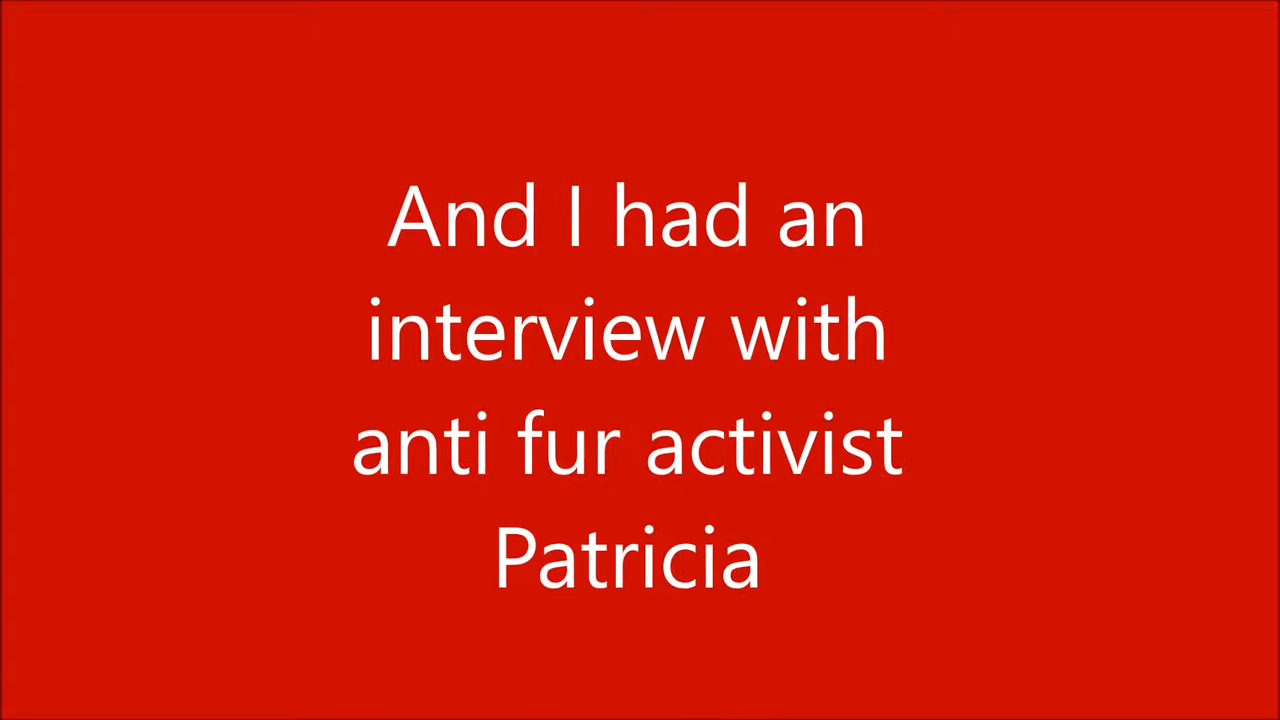 And I had an
interview with
anti fur activist
Patricia